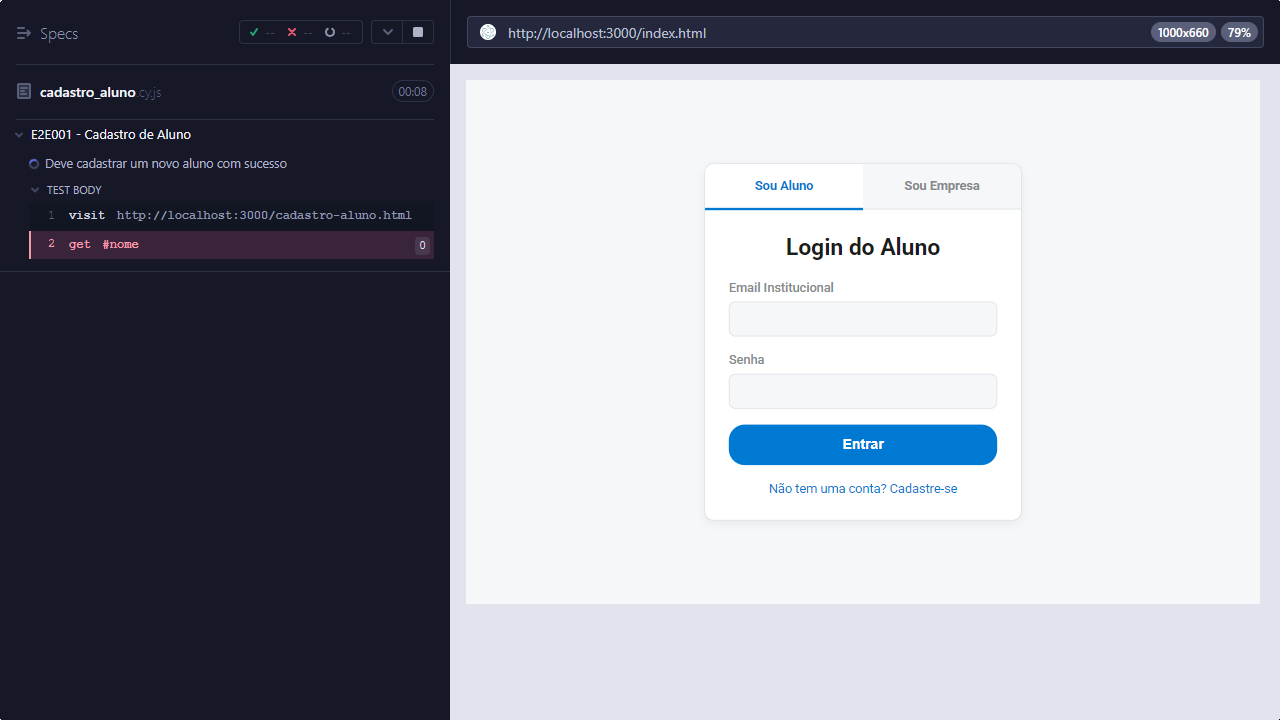 Specs
-- -- --
cadastro_aluno.cy.js 00:08
E2E001 - Cadastro de Aluno
Deve cadastrar um novo aluno com sucesso
TEST BODY
1 visit http://localhost:3000/cadastro-aluno.html
2 get #nome 0
http://localhost:3000/index.html 1000x660 79%
Sou Aluno Sou Empresa
Login do Aluno
Email Institucional
Senha
Entrar
Não tem uma conta? Cadastre-se